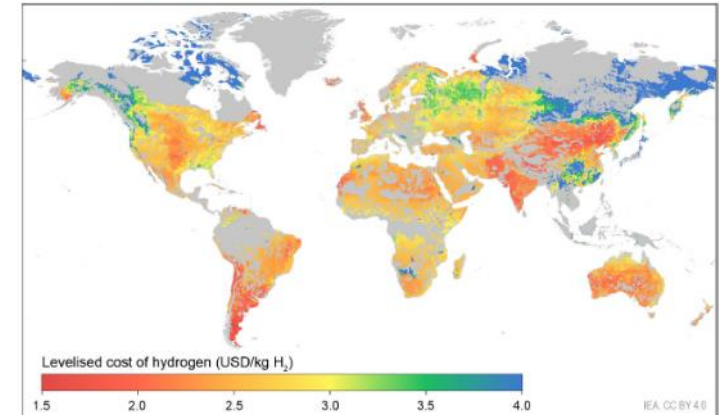 Levelised cost of hydrogen (USD/kg H₂)
1.5 2.0 2.5 3.0 3.5 4.0
IEA. CC BY 4.0